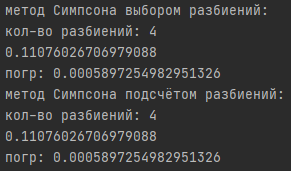 метод Симпсона выбором разбиений:
кол-во разбиений: 4
0.11076026706979088
погр: 0.0005897254982951326
метод Симпсона подсчётом разбиений:
кол-во разбиений: 4
0.11076026706979088
погр: 0.0005897254982951326